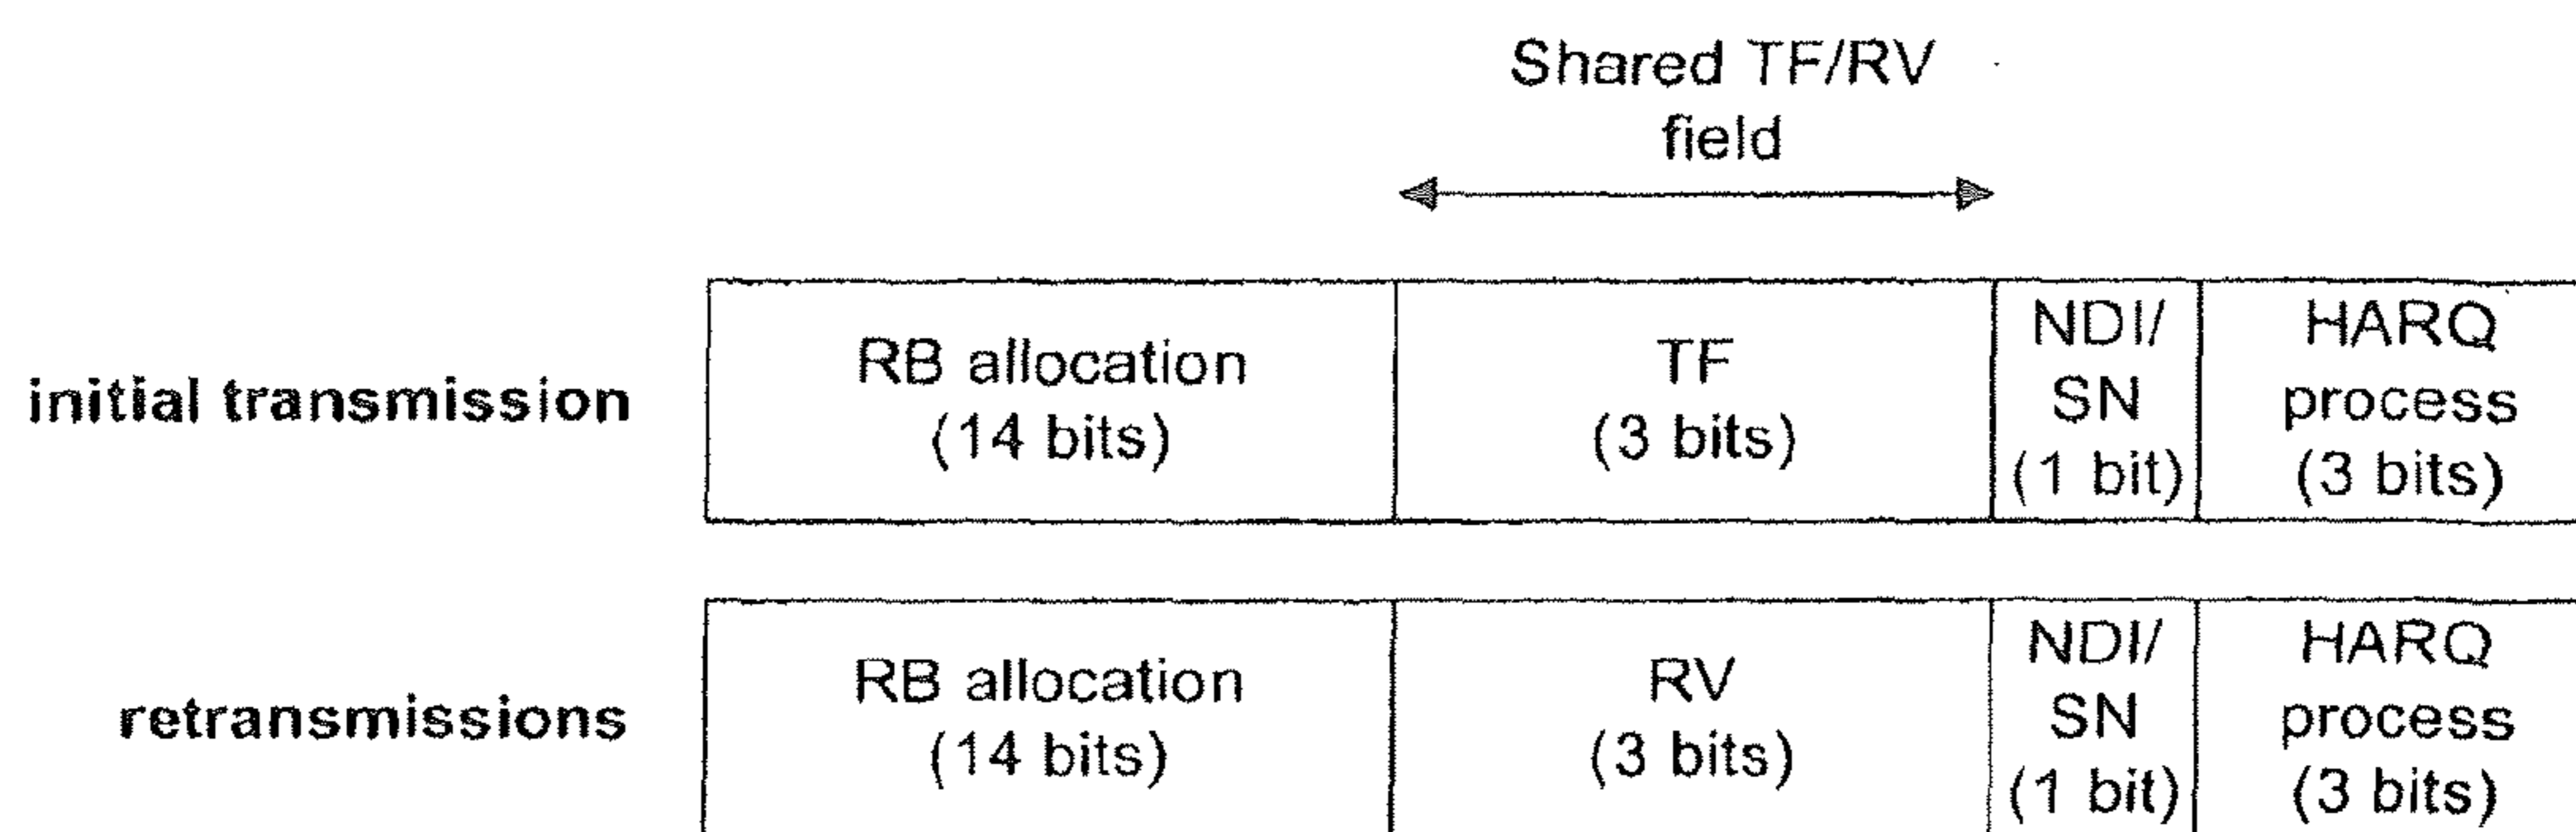 Shared TF/RV
field
initial transmission
RB allocation
(14 bits)
TF
(3 bits)
NDI/
SN
(1 bit)
HARQ
process
(3 bits)
retransmissions
RB allocation
(14 bits)
RV
(3 bits)
NDI/
SN
(1 bit)
HARQ
process
(3 bits)